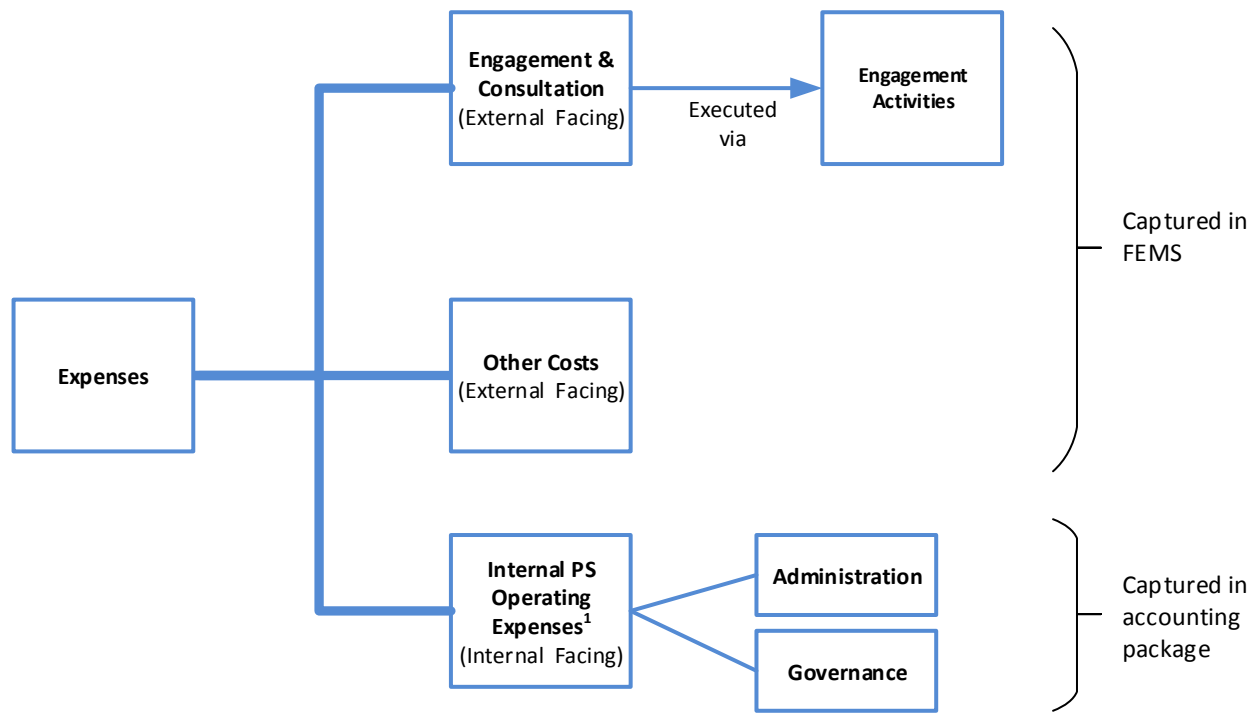 Engagement &
Consultation
(External Facing)
Executed
via
Engagement
Activities
Captured in
FEMS
Expenses
Other Costs
(External Facing)
Internal PS
Operating
Expenses¹
(Internal Facing)
Administration
Governance
Captured in
accounting
package